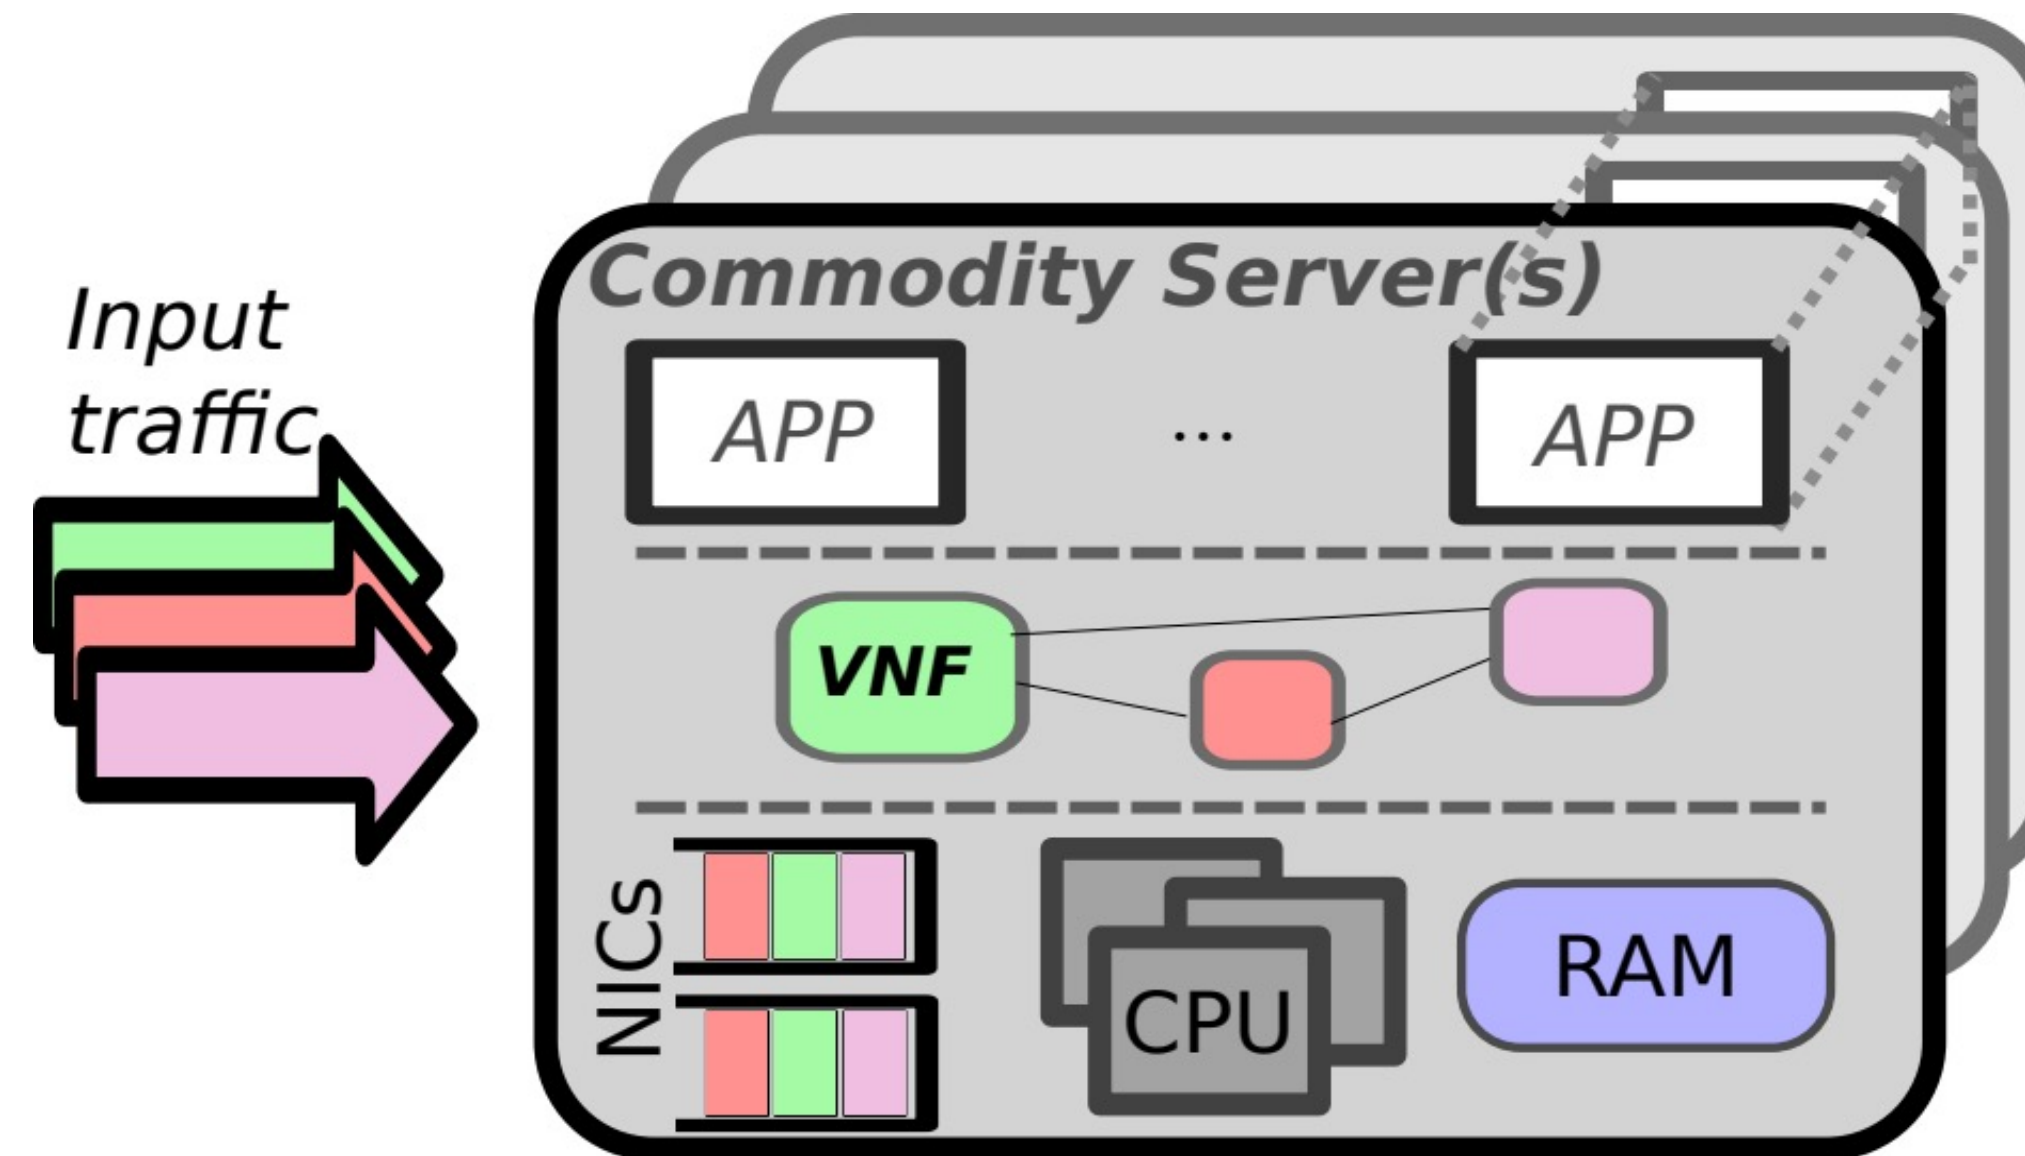 Input
traffic
Commodity Server(s)
APP
...
APP
VNF
NICs
CPU
RAM